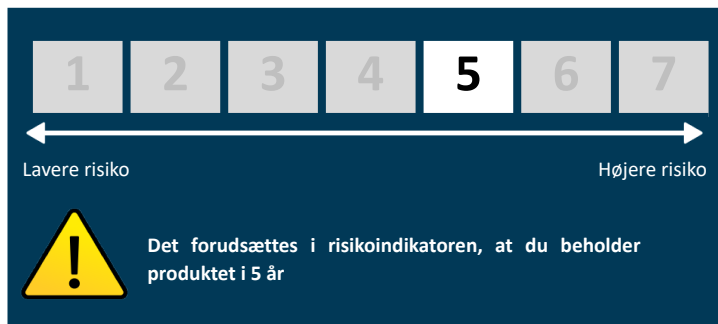 1 2 3 4 5 6 7
Lavere risiko Højere risiko
!
Det forudsættes i risikoindikatoren, at du beholder
produktet i 5 år